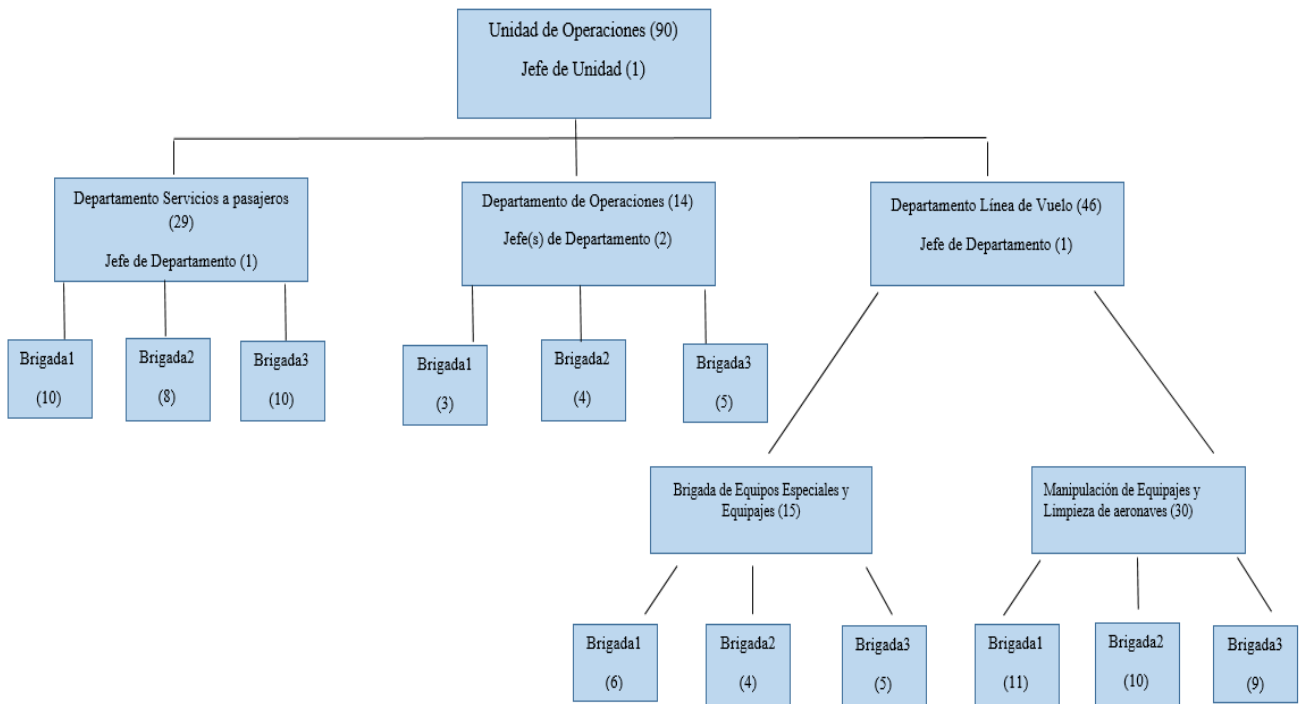 Unidad de Operaciones (90)
Jefe de Unidad (1)
Departamento Servicios a pasajeros
(29)
Jefe de Departamento (1)
Departamento de Operaciones (14)
Jefe(s) de Departamento (2)
Departamento Línea de Vuelo (46)
Jefe de Departamento (1)
Brigada1
(10)
Brigada2
(8)
Brigada3
(10)
Brigada1
(3)
Brigada2
(4)
Brigada3
(5)
Brigada de Equipos Especiales y
Equipajes (15)
Manipulación de Equipajes y
Limpieza de aeronaves (30)
Brigada1
(6)
Brigada2
(4)
Brigada3
(5)
Brigada1
(11)
Brigada2
(10)
Brigada3
(9)